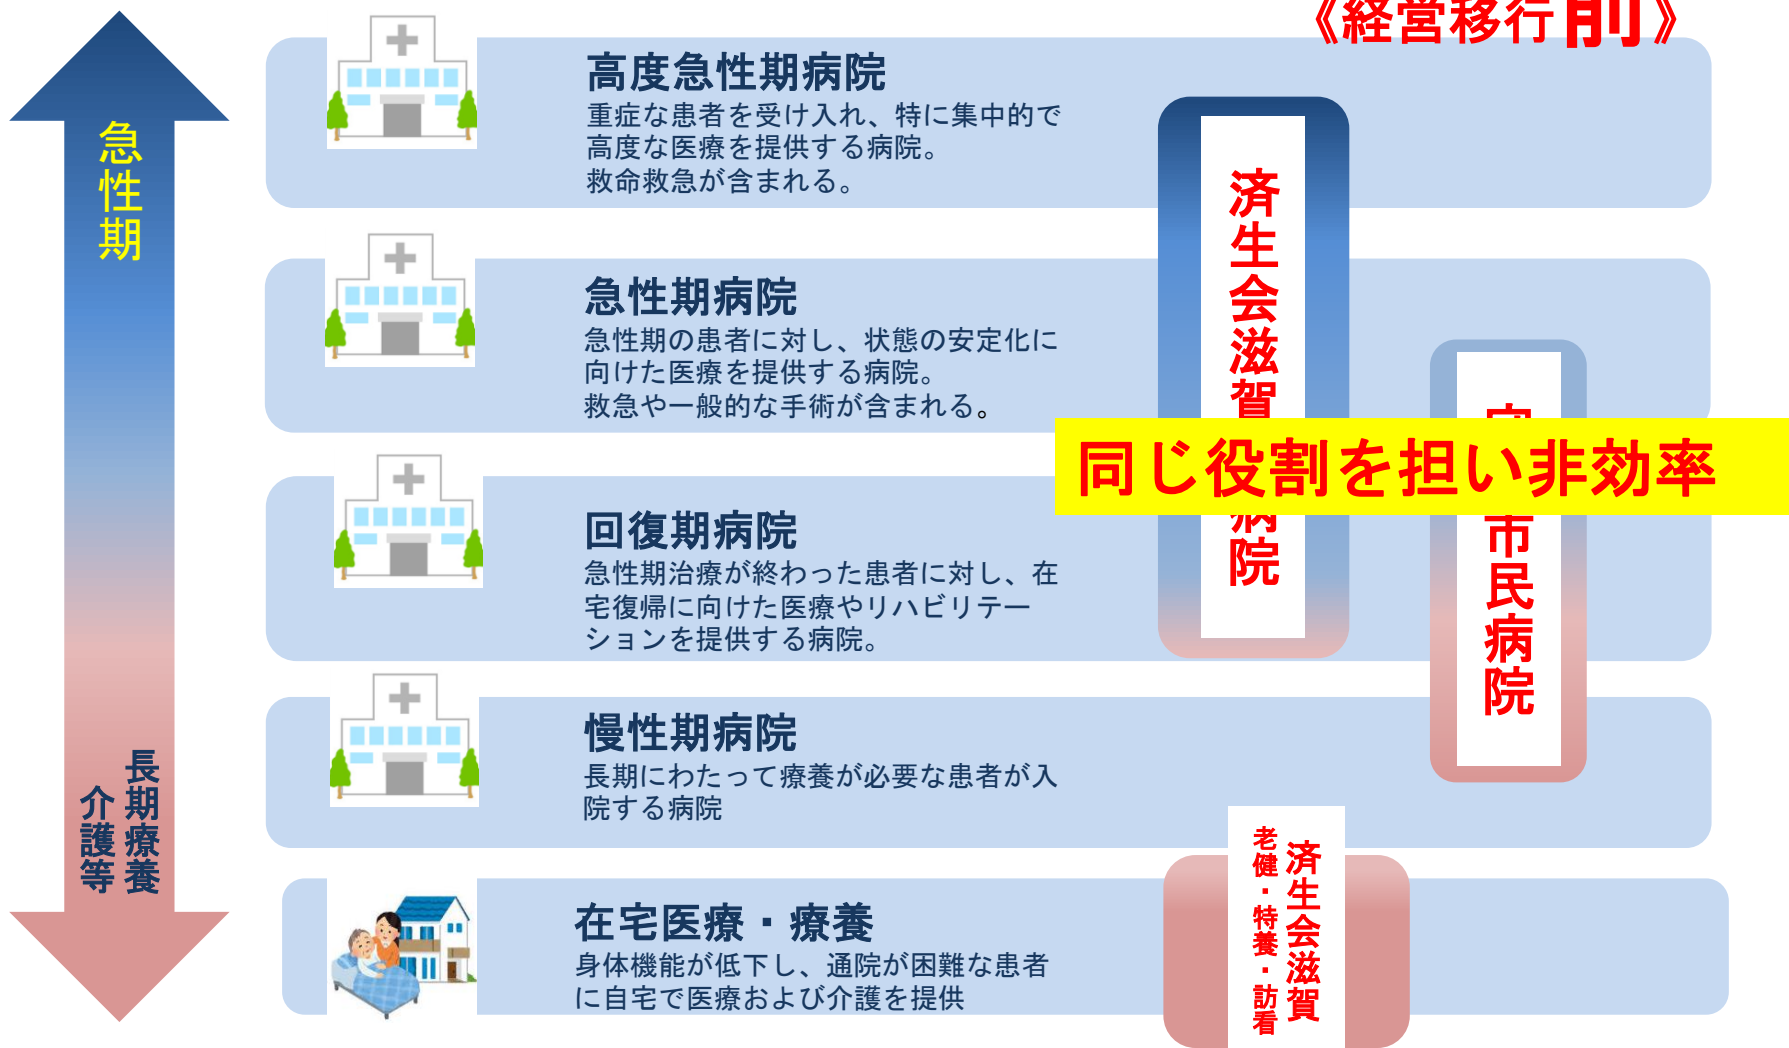 《経営移行前》
急性期
高度急性期病院
重症な患者を受け入れ、特に集中的で
高度な医療を提供する病院。
救命救急が含まれる。
急性期病院
急性期の患者に対し、状態の安定化に
向けた医療を提供する病院。
救急や一般的な手術が含まれる。
回復期病院
急性期治療が終わった患者に対し、在
宅復帰に向けた医療やリハビリテー
ションを提供する病院。
慢性期病院
長期にわたって療養が必要な患者が入
院する病院
在宅医療・療養
身体機能が低下し、通院が困難な患者
に自宅で医療および介護を提供
長期療養
介護等
済生会滋賀
病院
同じ役割を担い非効率
市民病院
済生会滋賀
老健・特養・訪看